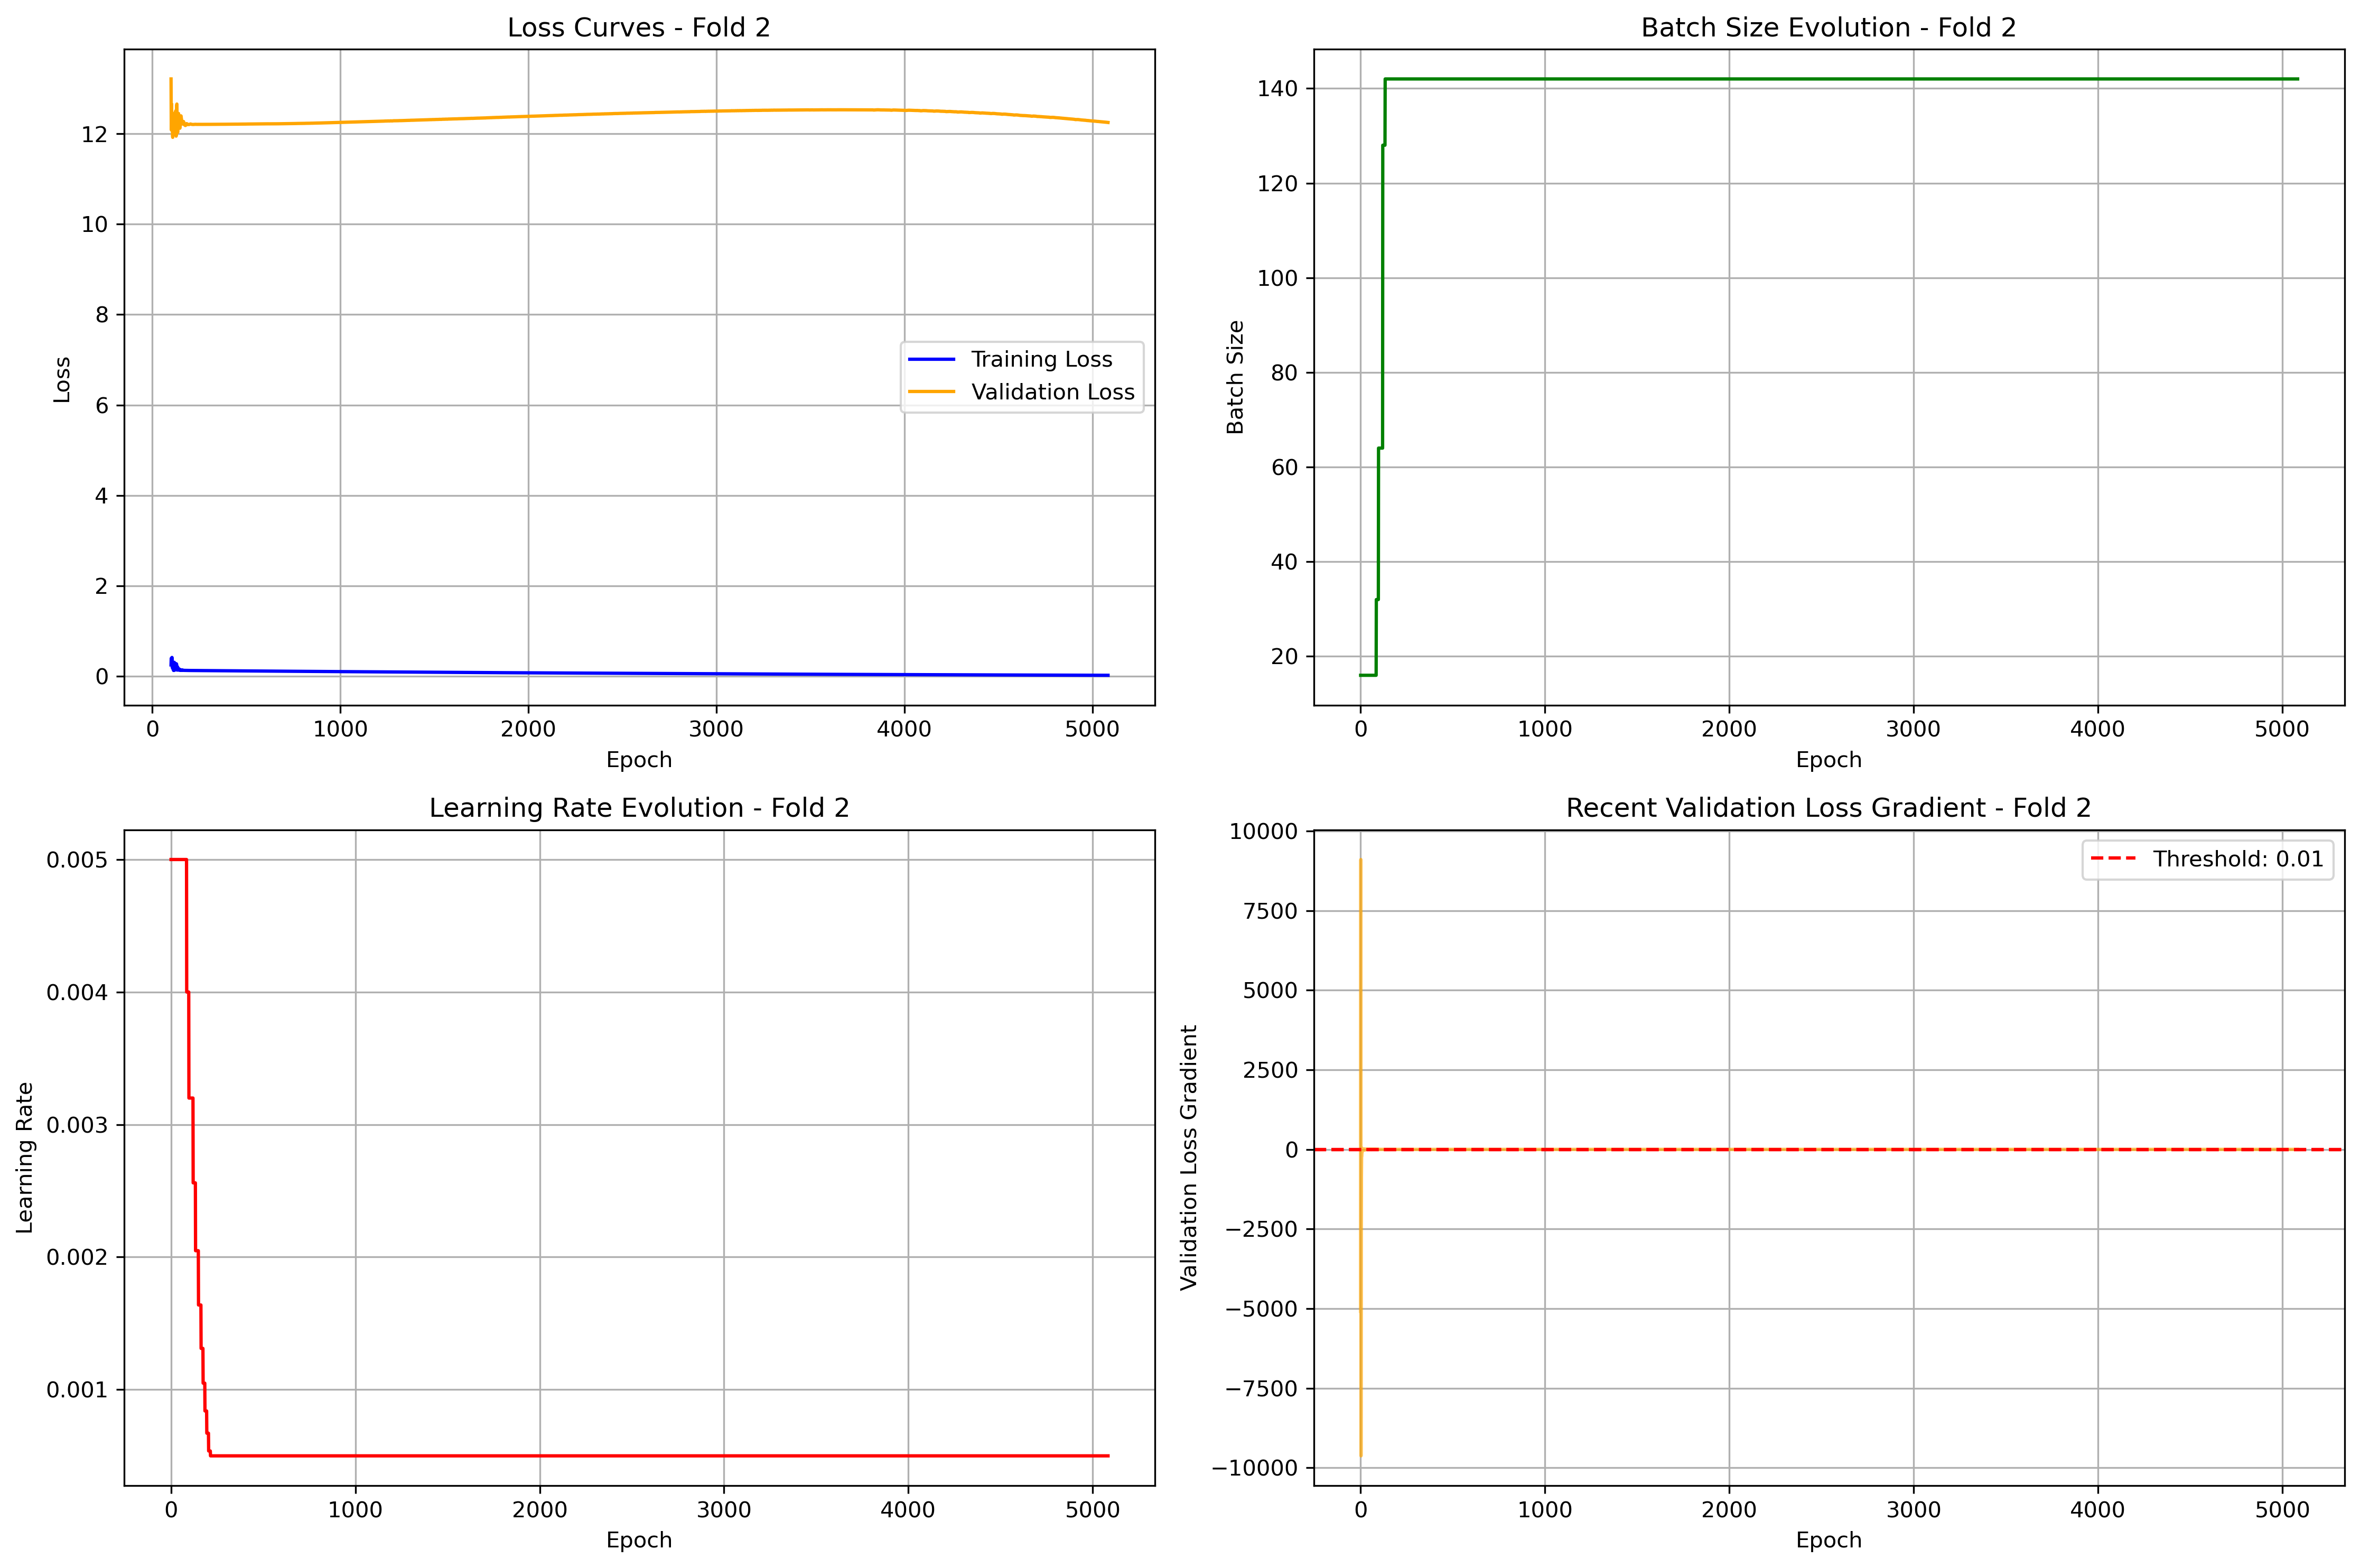 Loss Curves - Fold 2
12
10
8
6
4
2
0
Loss
Training Loss
Validation Loss
0 1000 2000 3000 4000 5000
Epoch
Batch Size Evolution - Fold 2
140
120
100
80
60
40
20
Batch Size
0 1000 2000 3000 4000 5000
Epoch
Learning Rate Evolution - Fold 2
0.005
0.004
0.003
0.002
0.001
Learning Rate
0 1000 2000 3000 4000 5000
Epoch
Recent Validation Loss Gradient - Fold 2
10000
7500
5000
2500
0
−2500
−5000
−7500
−10000
Validation Loss Gradient
Threshold: 0.01
0 1000 2000 3000 4000 5000
Epoch